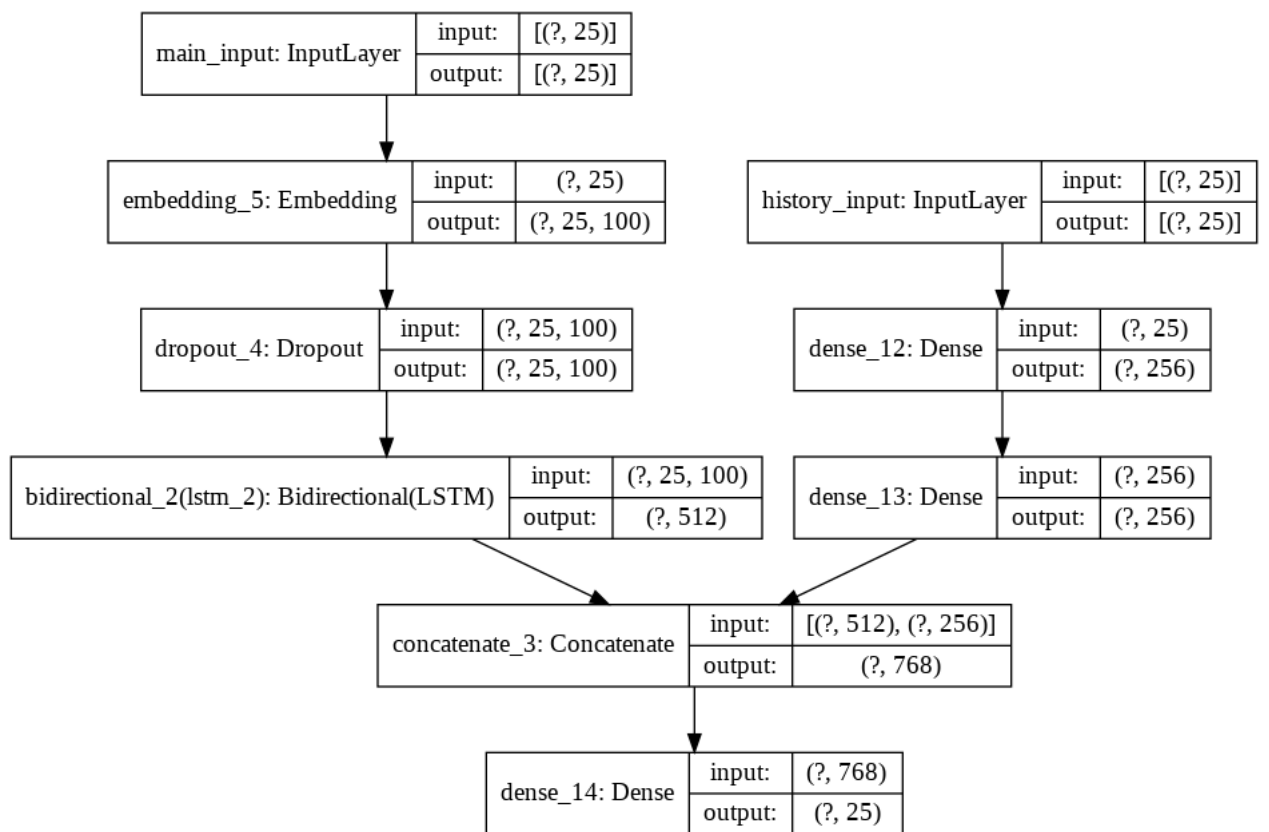 main_input: InputLayer
input: [(?, 25)]
output: [(?, 25)]
embedding_5: Embedding
input: (?, 25)
output: (?, 25, 100)
history_input: InputLayer
input: [(?, 25)]
output: [(?, 25)]
dropout_4: Dropout
input: (?, 25, 100)
output: (?, 25, 100)
dense_12: Dense
input: (?, 25)
output: (?, 256)
bidirectional_2(lstm_2): Bidirectional(LSTM)
input: (?, 25, 100)
output: (?, 512)
dense_13: Dense
input: (?, 256)
output: (?, 256)
concatenate_3: Concatenate
input: [(?, 512), (?, 256)]
output: (?, 768)
dense_14: Dense
input: (?, 768)
output: (?, 25)